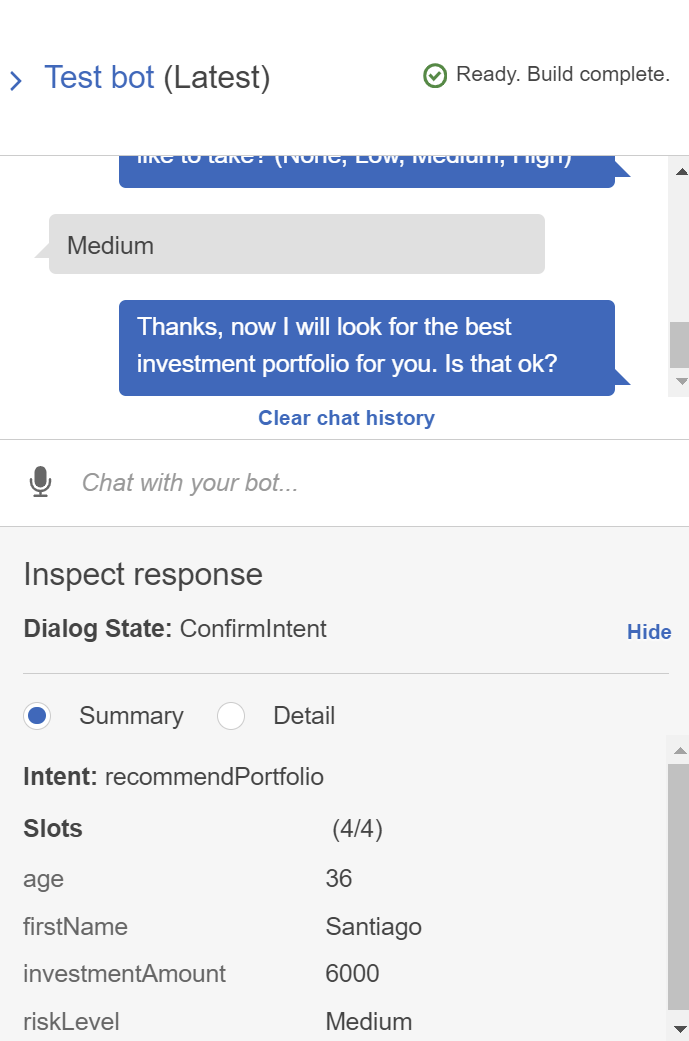 Test bot (Latest)
Ready. Build complete.
like to take? (None, Low, Medium, High)
Medium
Thanks, now I will look for the best
investment portfolio for you. Is that ok?
Clear chat history
Chat with your bot...
Inspect response
Dialog State: ConfirmIntent
Hide
Summary
Detail
Intent: recommendPortfolio
Slots (4/4)
age 36
firstName Santiago
investmentAmount 6000
riskLevel Medium